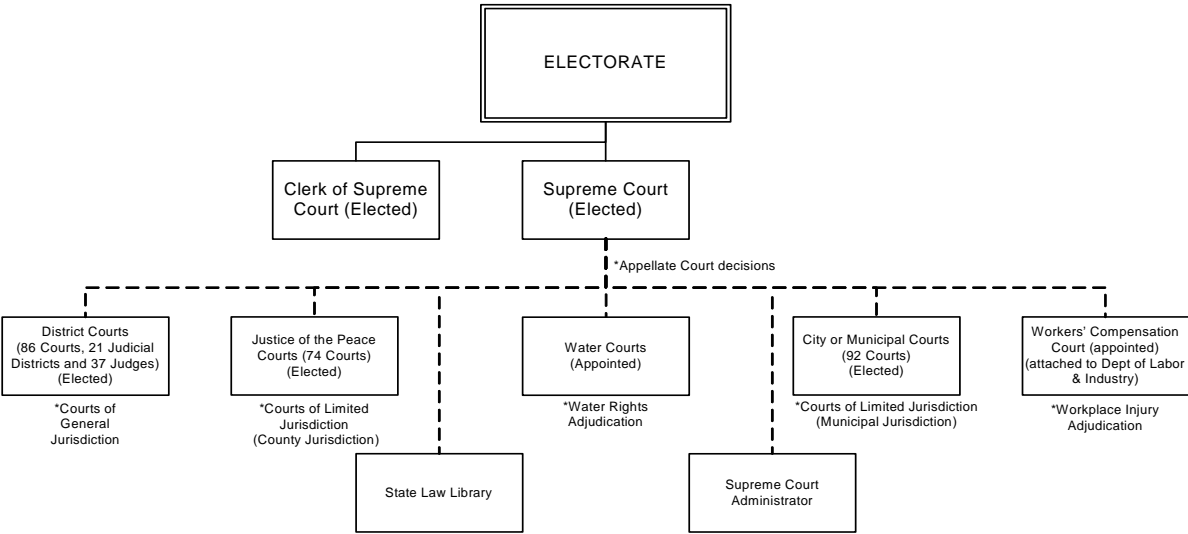 ELECTORATE
Clerk of Supreme
Court (Elected)
Supreme Court
(Elected)
*Appellate Court decisions
District Courts
(86 Courts, 21 Judicial
Districts and 37 Judges)
(Elected)
*Courts of
General
Jurisdiction
Justice of the Peace
Courts (74 Courts)
(Elected)
*Courts of Limited
Jurisdiction
(County Jurisdiction)
Water Courts
(Appointed)
*Water Rights
Adjudication
City or Municipal Courts
(92 Courts)
(Elected)
*Courts of Limited Jurisdiction
(Municipal Jurisdiction)
Workers' Compensation
Court (appointed)
(attached to Dept of Labor
& Industry)
*Workplace Injury
Adjudication
State Law Library
Supreme Court
Administrator